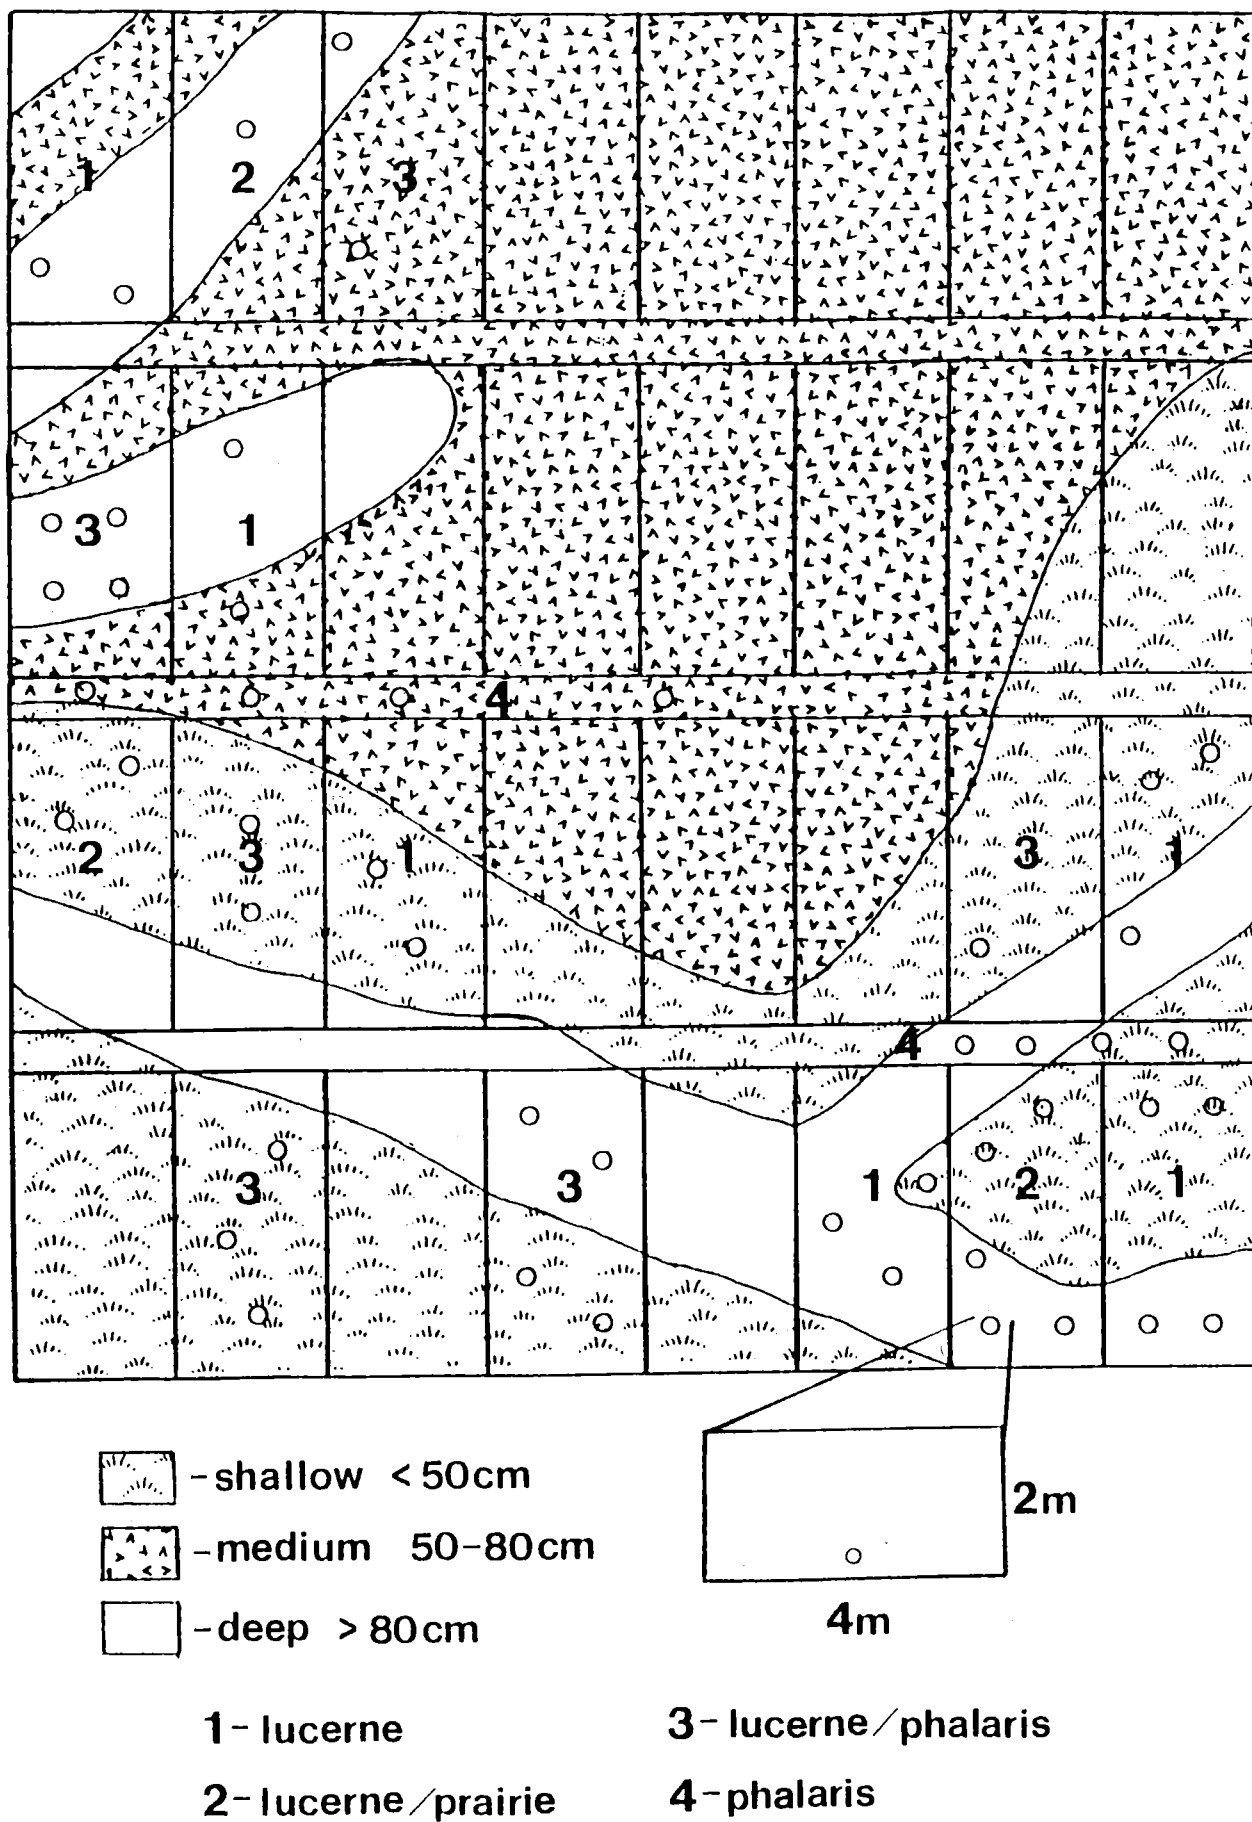 1 2 3
3 1
4
2 3 1 3 1
4
3 3 1 2 1
-shallow <50cm
-medium 50-80cm
-deep >80cm
2m
4m
1-lucerne
2-lucerne/prairie
3-lucerne/phalaris
4-phalaris